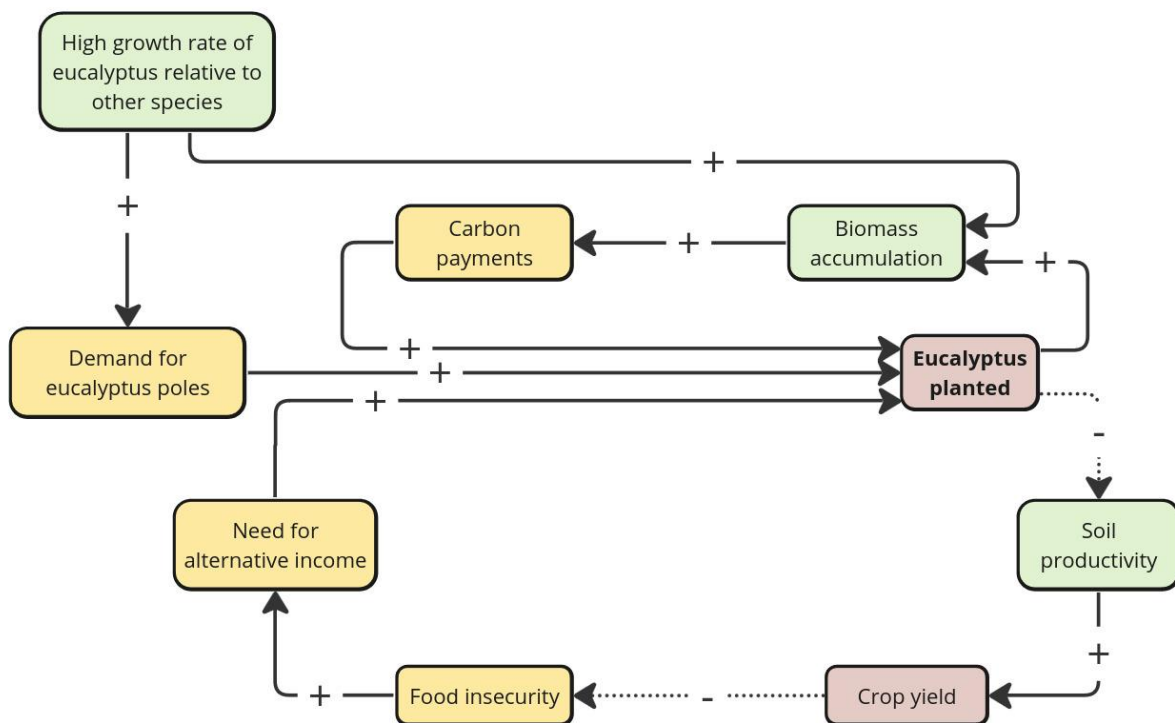 High growth rate of
eucalyptus relative to
other species
+
+
Carbon
payments
+
Biomass
accumulation
+
Demand for
eucalyptus poles
+
+
+
Eucalyptus
planted
-
Need for
alternative income
Soil
productivity
+
+
Food insecurity
-
Crop yield